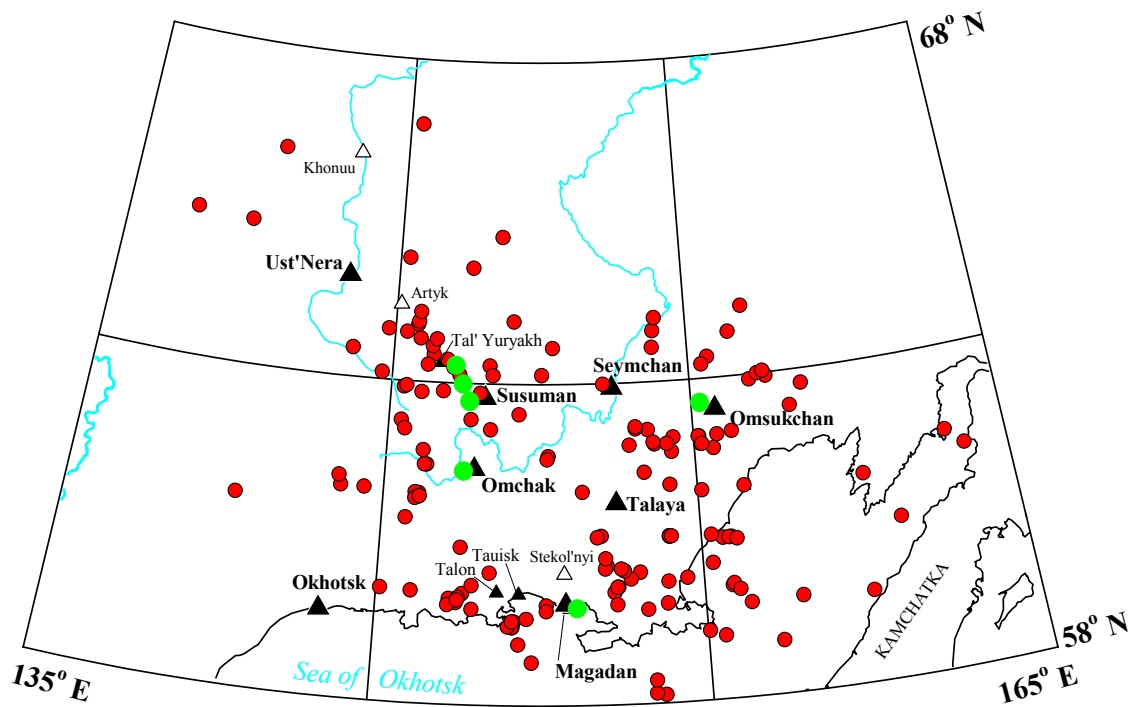 68° N
Khonuu
Ust'Nera
Artyk
Tal' Yuryakh
Seymchan
Susuman
Omsukchan
Omchak
Talaya
Stekol'nyi
Tauisk
Talon
Okhotsk
KAMCHATKA
58° N
Magadan
Sea of Okhotsk
135° E
165° E